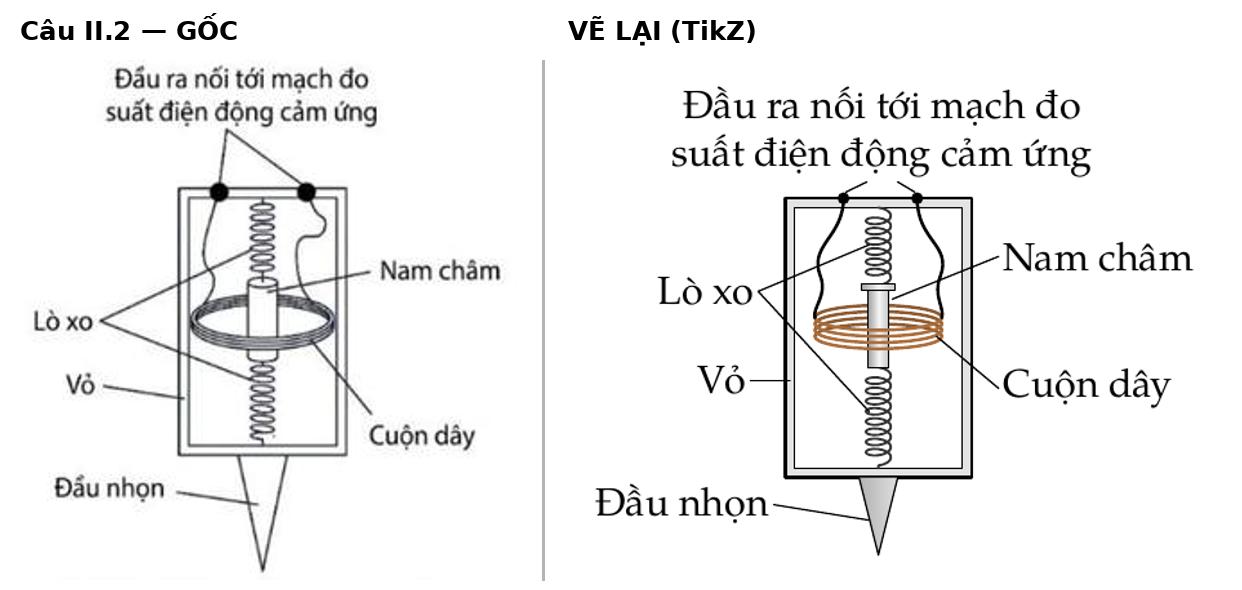 Câu II.2 — GỐC
Đầu ra nối tới mạch đo
suất điện động cảm ứng
Nam châm
Lò xo
Vỏ
Cuộn dây
Đầu nhọn
VẼ LẠI (TikZ)
Đầu ra nối tới mạch đo
suất điện động cảm ứng
Nam châm
Lò xo
Vỏ
Cuộn dây
Đầu nhọn